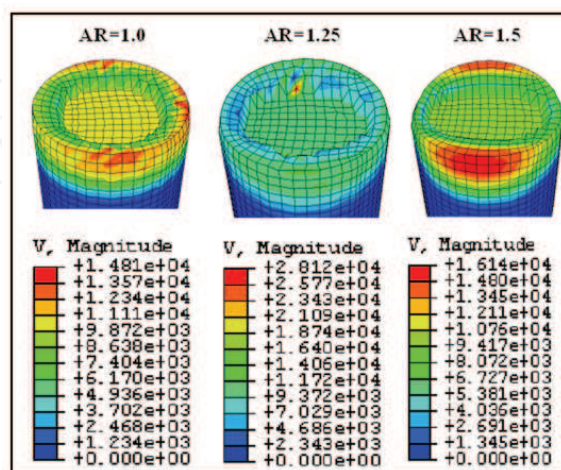 AR=1.0 AR=1.25 AR=1.5
V, Magnitude V, Magnitude V, Magnitude
+1.481e+04 +2.812e+04 +1.614e+04
+1.357e+04 +2.577e+04 +1.480e+04
+1.234e+04 +2.343e+04 +1.345e+04
+1.111e+04 +2.109e+04 +1.211e+04
+9.872e+03 +1.874e+04 +1.076e+04
+8.638e+03 +1.640e+04 +9.417e+03
+7.404e+03 +1.406e+04 +8.072e+03
+6.170e+03 +1.172e+04 +6.727e+03
+4.936e+03 +9.372e+03 +5.381e+03
+3.702e+03 +7.029e+03 +4.036e+03
+2.468e+03 +4.686e+03 +2.691e+03
+1.234e+03 +2.343e+03 +1.345e+03
+0.000e+00 +0.000e+00 +0.000e+00